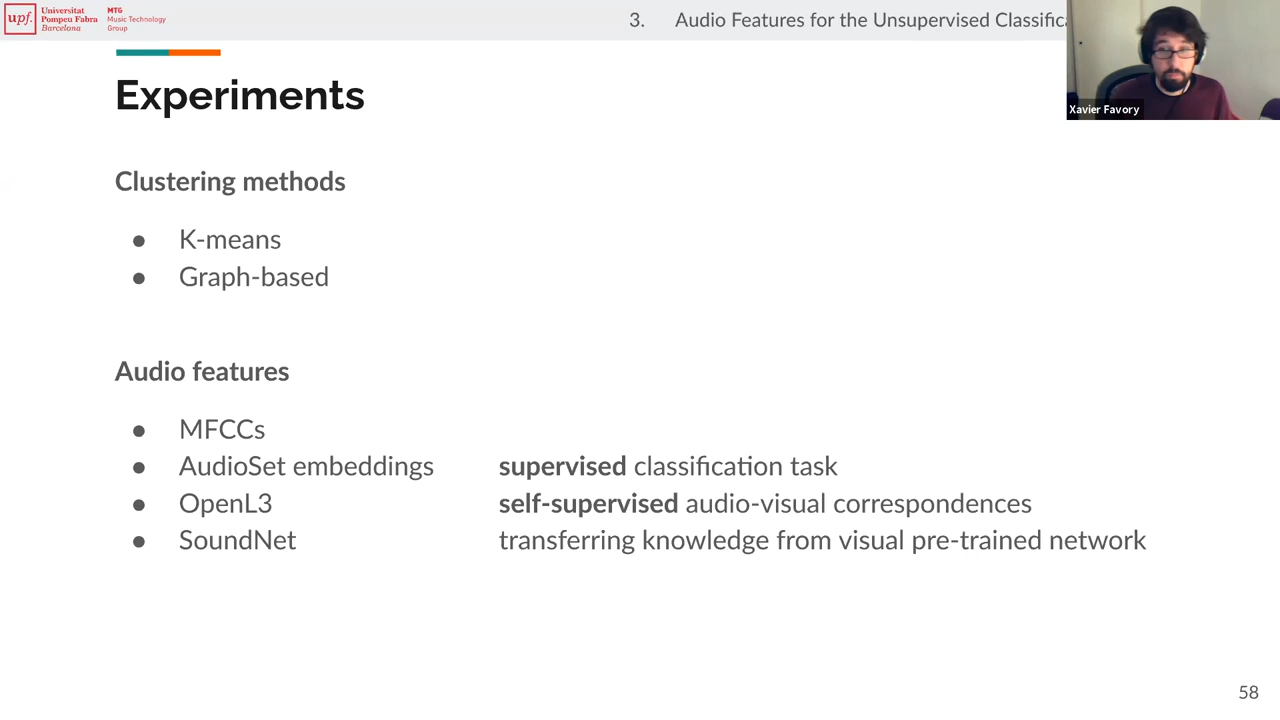 upf.
Universitat
Pompeu Fabra
Barcelona
MTG
Music Technology
Group
3. Audio Features for the Unsupervised
Xavier Favory
Experiments
Clustering methods
● K-means
● Graph-based
Audio features
● MFCCs
● AudioSet embeddings supervised classification task
● OpenL3 self-supervised audio-visual correspondences
● SoundNet transferring knowledge from visual pre-trained network
58